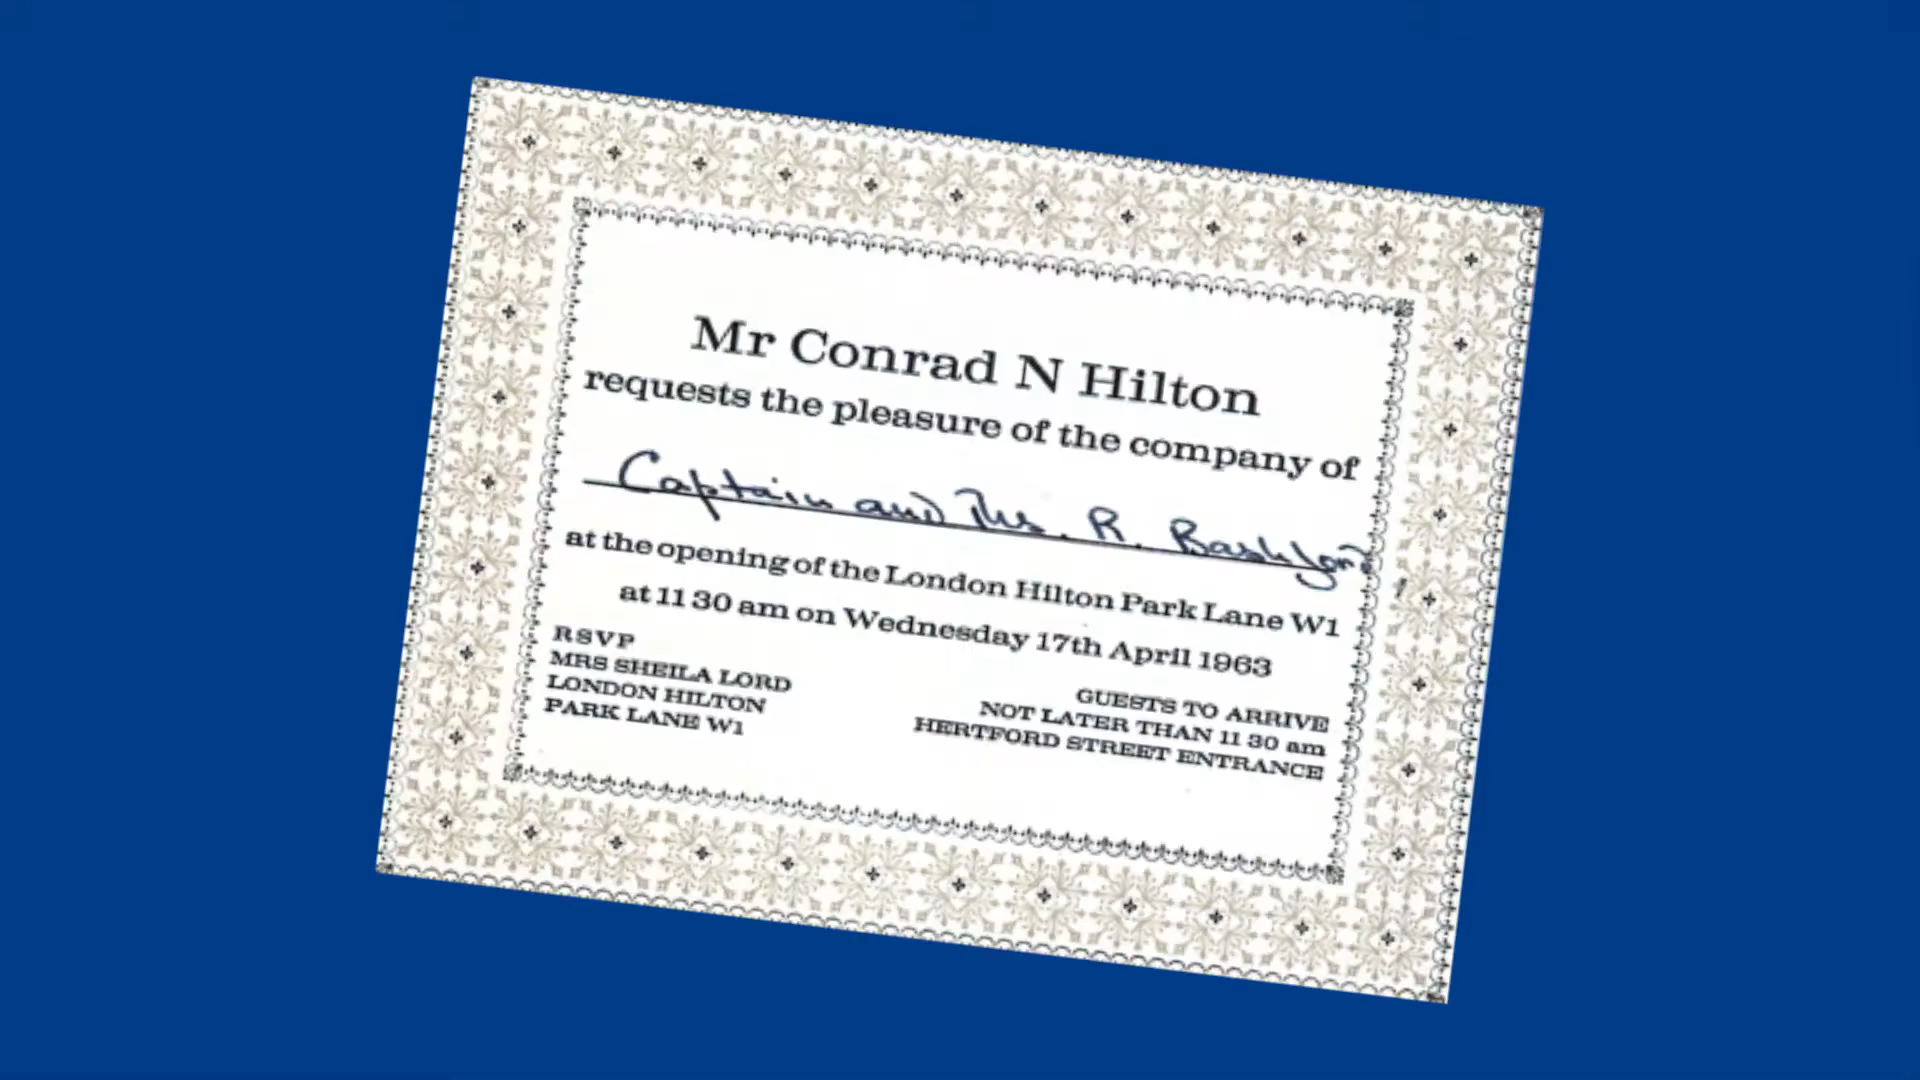 Mr Conrad N Hilton
requests the pleasure of the company of
Captain and Mrs. R. Bashford
at the opening of the London Hilton Park Lane W1
at 11 30 am on Wednesday 17th April 1963
RSVP
MRS SHEILA LORD
LONDON HILTON
PARK LANE W1
GUESTS TO ARRIVE
NOT LATER THAN 11 30 am
HERTFORD STREET ENTRANCE